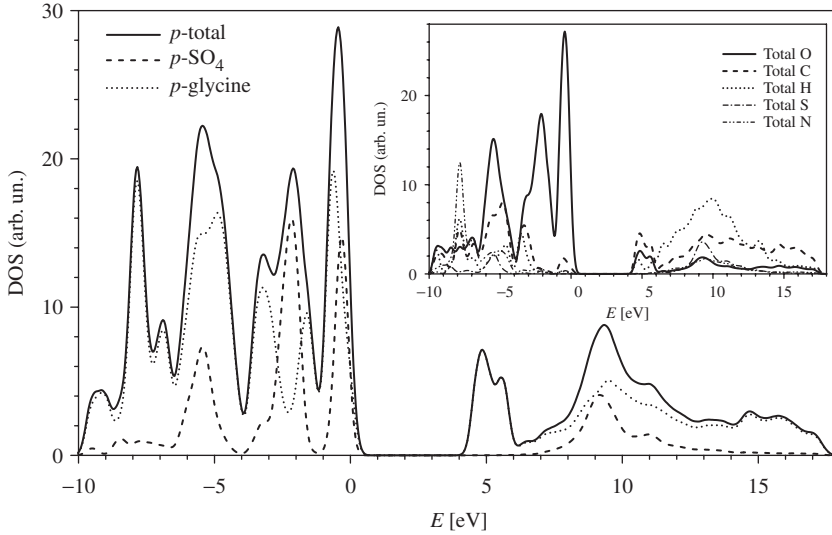 30
20
10
0
DOS (arb. un.)
p-total
p-SO4
p-glycine
−10
−5
0
5
10
15
E [eV]
20
10
0
DOS (arb. un.)
Total O
Total C
Total H
Total S
Total N
−10
−5
0
5
10
15
E [eV]